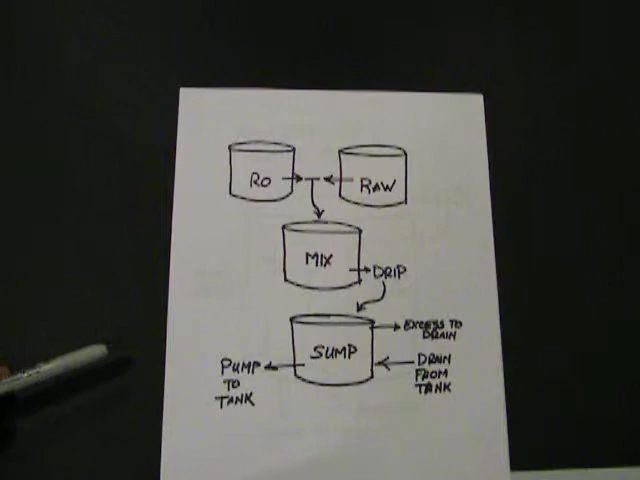 RO
RAW
MIX
DRIP
EXCESS TO
DRAIN
SUMP
PUMP
TO
TANK
DRAIN
FROM
TANK